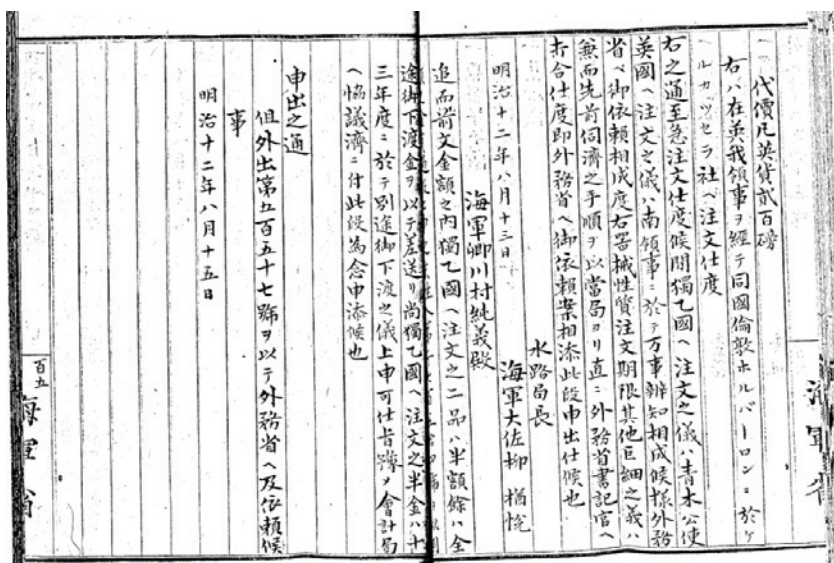 一 代價凡英貨貳百磅
右ハ在英我領事ヲ經テ同國倫敦ホルバーロンニ於ケ
ルカッセラ社ヘ注文仕度
右之通至急注文仕度候間獨乙國ヘ注文之儀ハ青木公使
英國ヘ注文之儀ハ南領事ニ於テ万事辨知相成候様外務
省ヘ御依頼相成度右器械性質注文期限其他巨細之義ハ
兼而先前伺濟之手順ヲ以當局ヨリ直ニ外務省書記官ヘ
打合仕度即外務省ヘ御依頼案相添此段申出仕候也
水路局長
明治十二年八月十三日 海軍大佐柳楢悦
海軍卿川村純義殿
追而前文金額之内獨乙國ヘ注文之二品ハ半額餘ハ全
途御下渡金ヲ以テ差送リ尚獨乙國ヘ注文之半金ハ十
三年度ニ於テ別途御下渡之儀上申可仕旨豫メ會計局
ヘ協議濟ニ付此段為念申添候也
申出之通
但外出第五百五十七號ヲ以テ外務省ヘ及依頼候
事
明治十二年八月十五日
百五
海軍省
海軍省